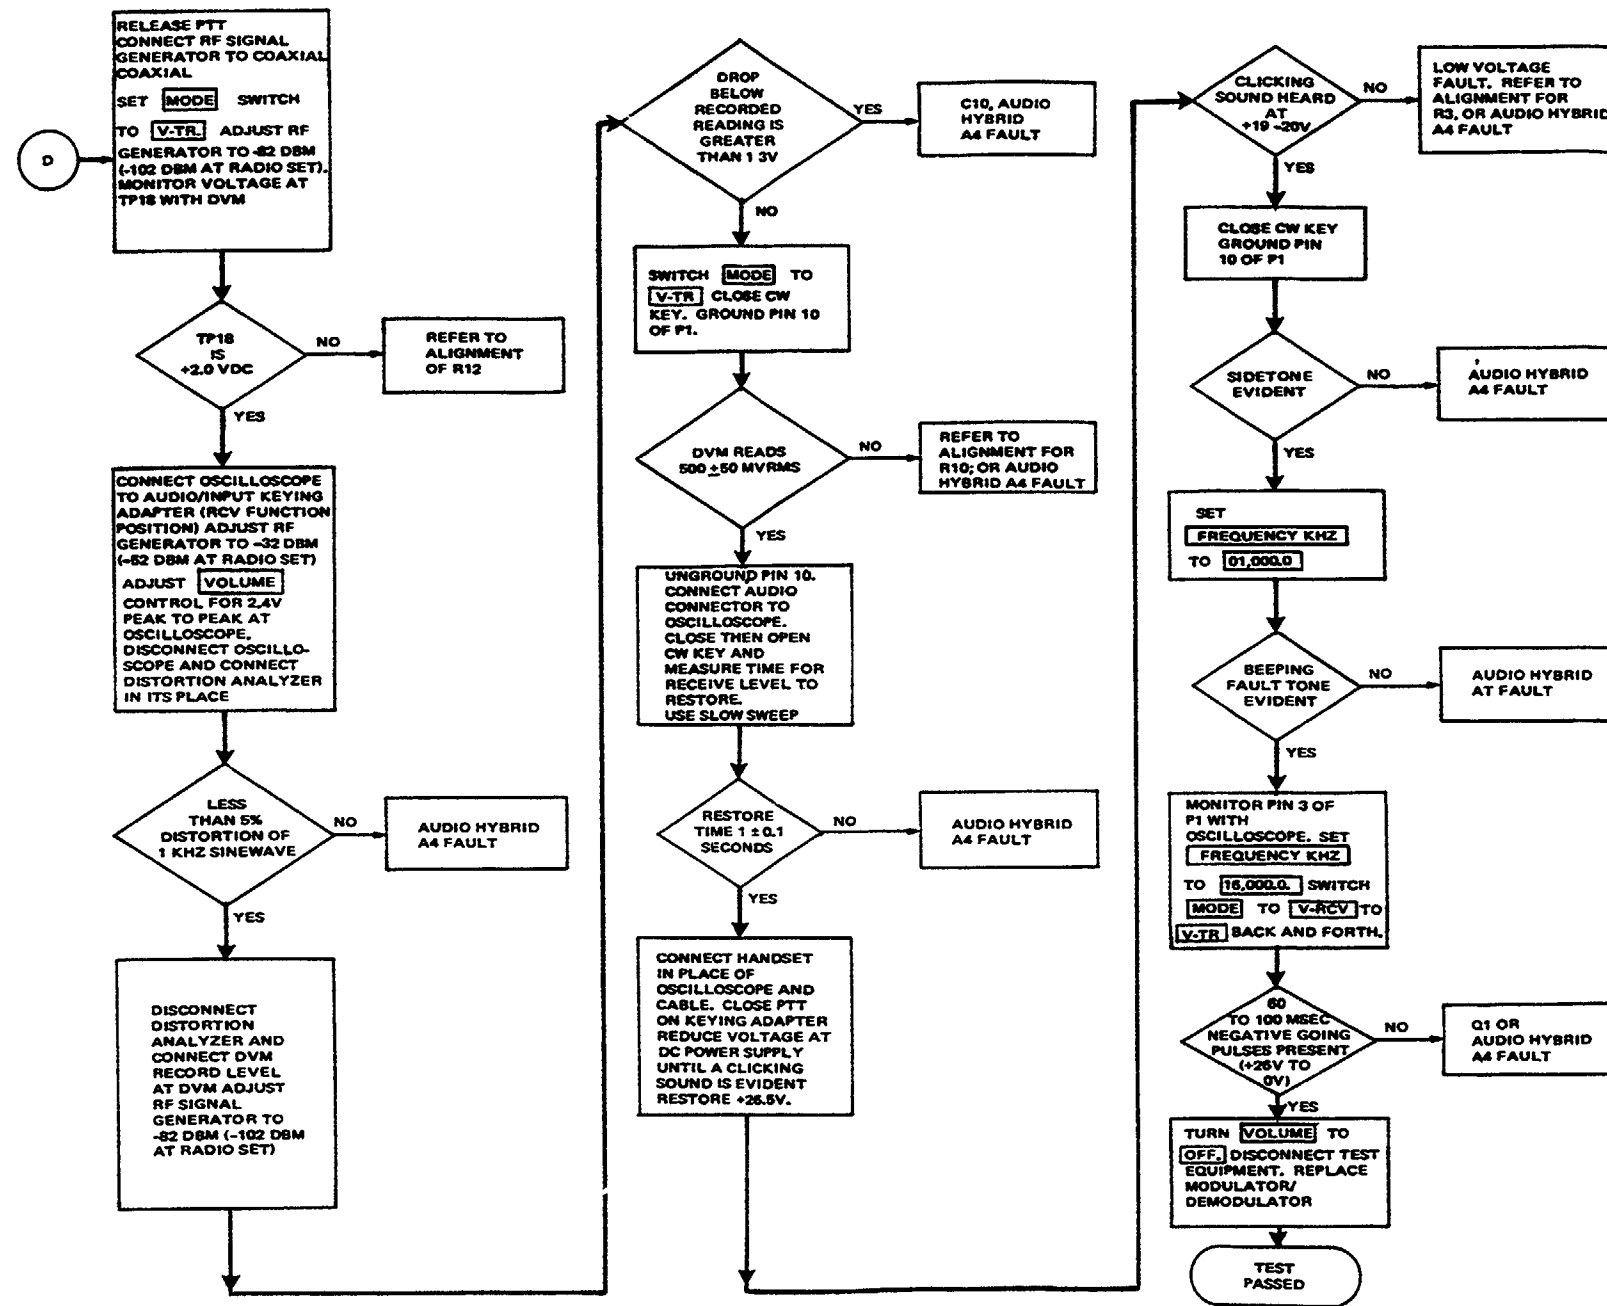 D
RELEASE PTT
CONNECT RF SIGNAL
GENERATOR TO COAXIAL
COAXIAL
SET MODE SWITCH
TO V-TR. ADJUST RF
GENERATOR TO -82 DBM
(-102 DBM AT RADIO SET).
MONITOR VOLTAGE AT
TP18 WITH DVM
TP18
IS
+2.0 VDC
NO
REFER TO
ALIGNMENT
OF R12
YES
CONNECT OSCILLOSCOPE
TO AUDIO/INPUT KEYING
ADAPTER (RCV FUNCTION
POSITION) ADJUST RF
GENERATOR TO -32 DBM
(-52 DBM AT RADIO SET)
ADJUST VOLUME
CONTROL FOR 2.4V
PEAK TO PEAK AT
OSCILLOSCOPE.
DISCONNECT OSCILLO-
SCOPE AND CONNECT
DISTORTION ANALYZER
IN ITS PLACE
LESS
THAN 5%
DISTORTION OF
1 KHZ SINEWAVE
NO
AUDIO HYBRID
A4 FAULT
YES
DISCONNECT
DISTORTION
ANALYZER AND
CONNECT DVM
RECORD LEVEL
AT DVM ADJUST
RF SIGNAL
GENERATOR TO
-82 DBM (-102 DBM
AT RADIO SET)
DROP
BELOW
RECORDED
READING IS
GREATER
THAN 1 3V
YES
C10, AUDIO
HYBRID
A4 FAULT
NO
SWITCH MODE TO
V-TR CLOSE CW
KEY. GROUND PIN 10
OF P1.
DVM READS
500 ±50 MVRMS
NO
REFER TO
ALIGNMENT FOR
R10; OR AUDIO
HYBRID A4 FAULT
YES
UNGROUND PIN 10.
CONNECT AUDIO
CONNECTOR TO
OSCILLOSCOPE.
CLOSE THEN OPEN
CW KEY AND
MEASURE TIME FOR
RECEIVE LEVEL TO
RESTORE.
USE SLOW SWEEP
RESTORE
TIME 1 ± 0.1
SECONDS
NO
AUDIO HYBRID
A4 FAULT
YES
CONNECT HANDSET
IN PLACE OF
OSCILLOSCOPE AND
CABLE. CLOSE PTT
ON KEYING ADAPTER
REDUCE VOLTAGE AT
DC POWER SUPPLY
UNTIL A CLICKING
SOUND IS EVIDENT
RESTORE +26.5V.
CLICKING
SOUND HEARD
AT
+19 -20V
NO
LOW VOLTAGE
FAULT. REFER TO
ALIGNMENT FOR
R3, OR AUDIO HYBRID
A4 FAULT
YES
CLOSE CW KEY
GROUND PIN
10 OF P1
SIDETONE
EVIDENT
NO
AUDIO HYBRID
A4 FAULT
YES
SET
FREQUENCY KHZ
TO 01,000.0
BEEPING
FAULT TONE
EVIDENT
NO
AUDIO HYBRID
AT FAULT
YES
MONITOR PIN 3 OF
P1 WITH
OSCILLOSCOPE. SET
FREQUENCY KHZ
TO 16,000.0. SWITCH
MODE TO V-RCV TO
V-TR BACK AND FORTH.
60
TO 100 MSEC
NEGATIVE GOING
PULSES PRESENT
(+26V TO
0V)
NO
Q1 OR
AUDIO HYBRID
A4 FAULT
YES
TURN VOLUME TO
OFF. DISCONNECT TEST
EQUIPMENT. REPLACE
MODULATOR/
DEMODULATOR
TEST
PASSED